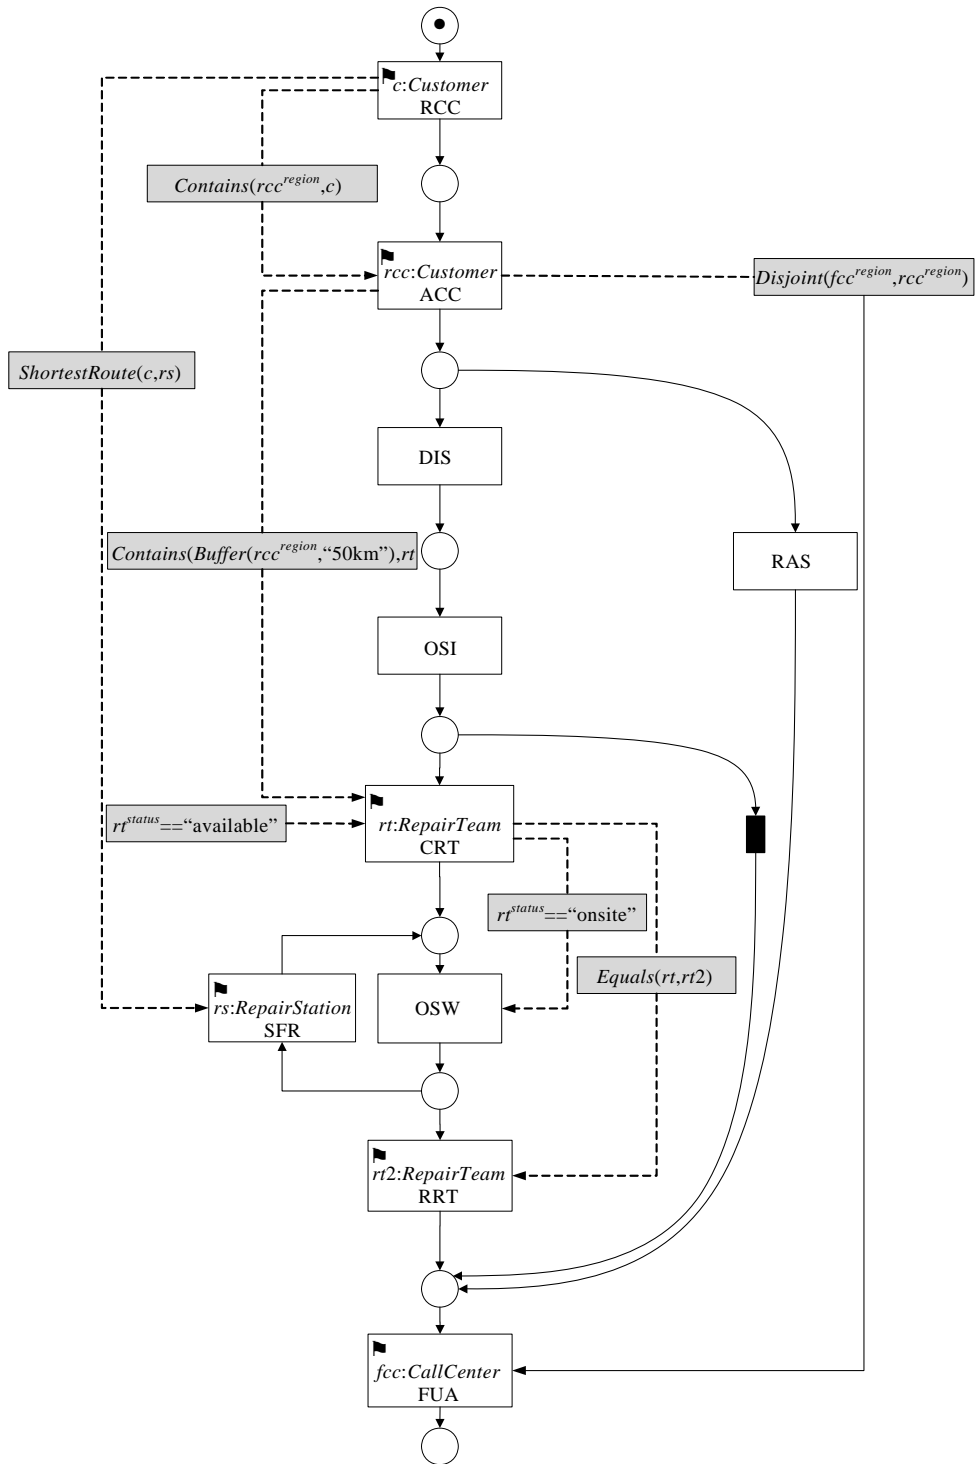 c:Customer
RCC
Contains(rcc^region,c)
rcc:Customer
ACC
Disjoint(fcc^region,rcc^region)
ShortestRoute(c,rs)
DIS
Contains(Buffer(rcc^region,“50km”),rt
RAS
OSI
rt^status==“available”
rt:RepairTeam
CRT
rt^status==“onsite”
Equals(rt,rt2)
rs:RepairStation
SFR
OSW
rt2:RepairTeam
RRT
fcc:CallCenter
FUA